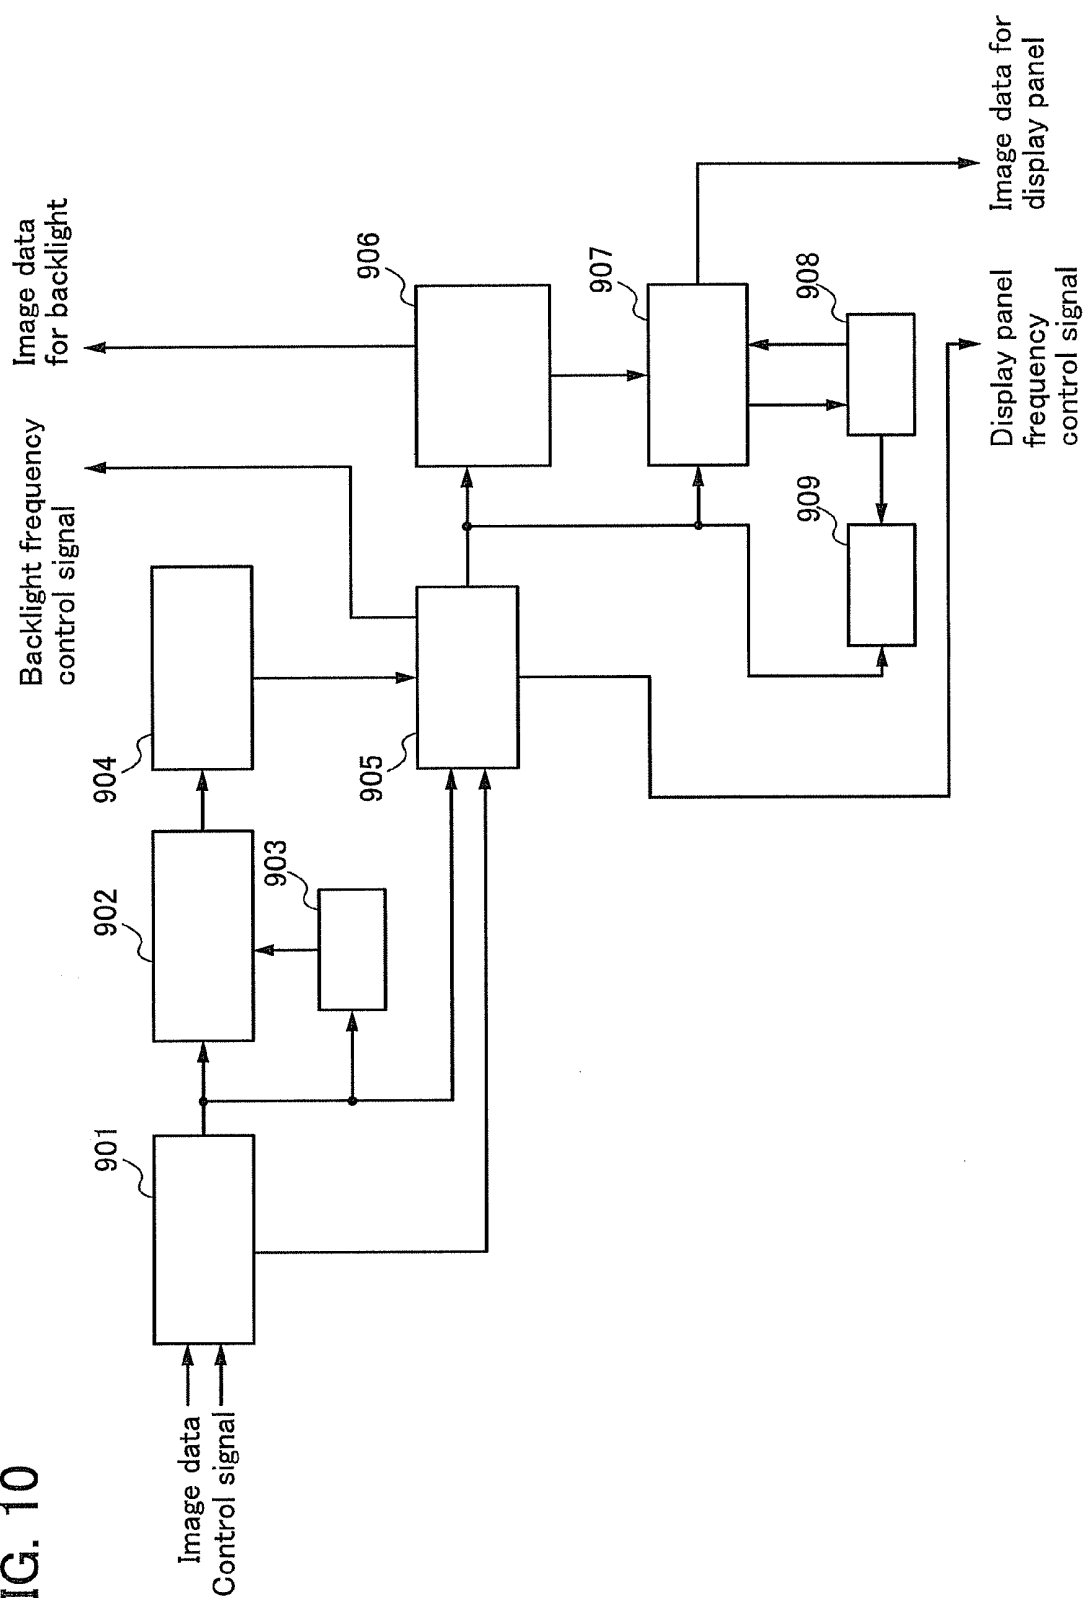 IG. 10
Image data
Control signal
901
902
903
904
905
Backlight frequency
control signal
Image data
for backlight
906
907
908
909
Display panel
frequency
control signal
Image data for
display panel